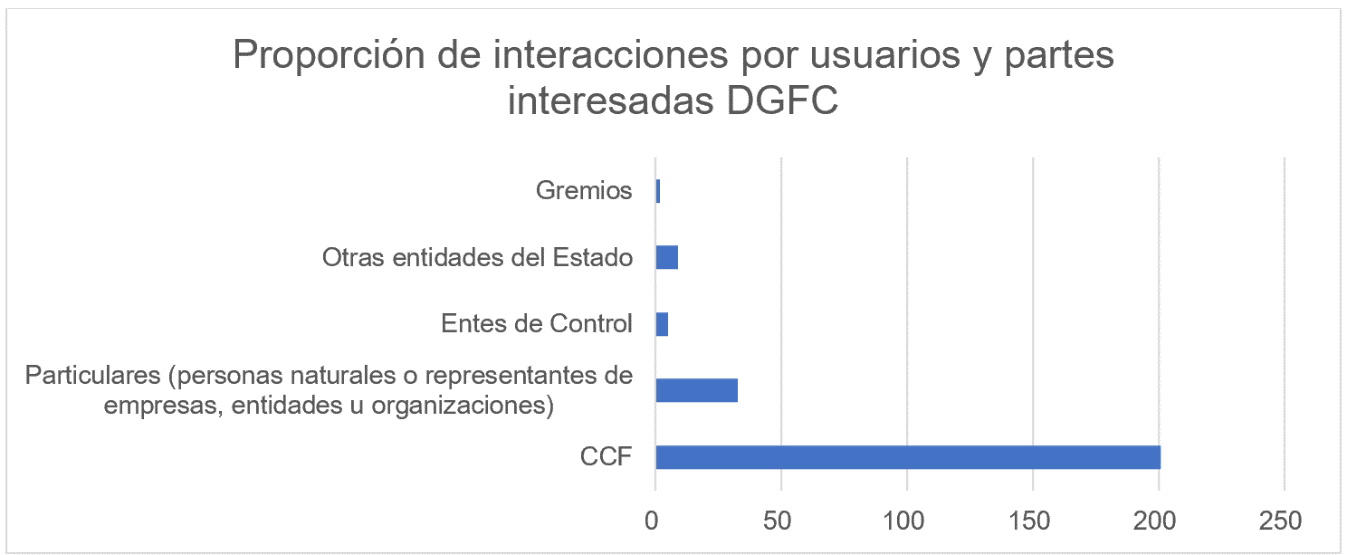 Proporción de interacciones por usuarios y partes
interesadas DGFC
Gremios
Otras entidades del Estado
Entes de Control
Particulares (personas naturales o representantes de
empresas, entidades u organizaciones)
CCF
0 50 100 150 200 250